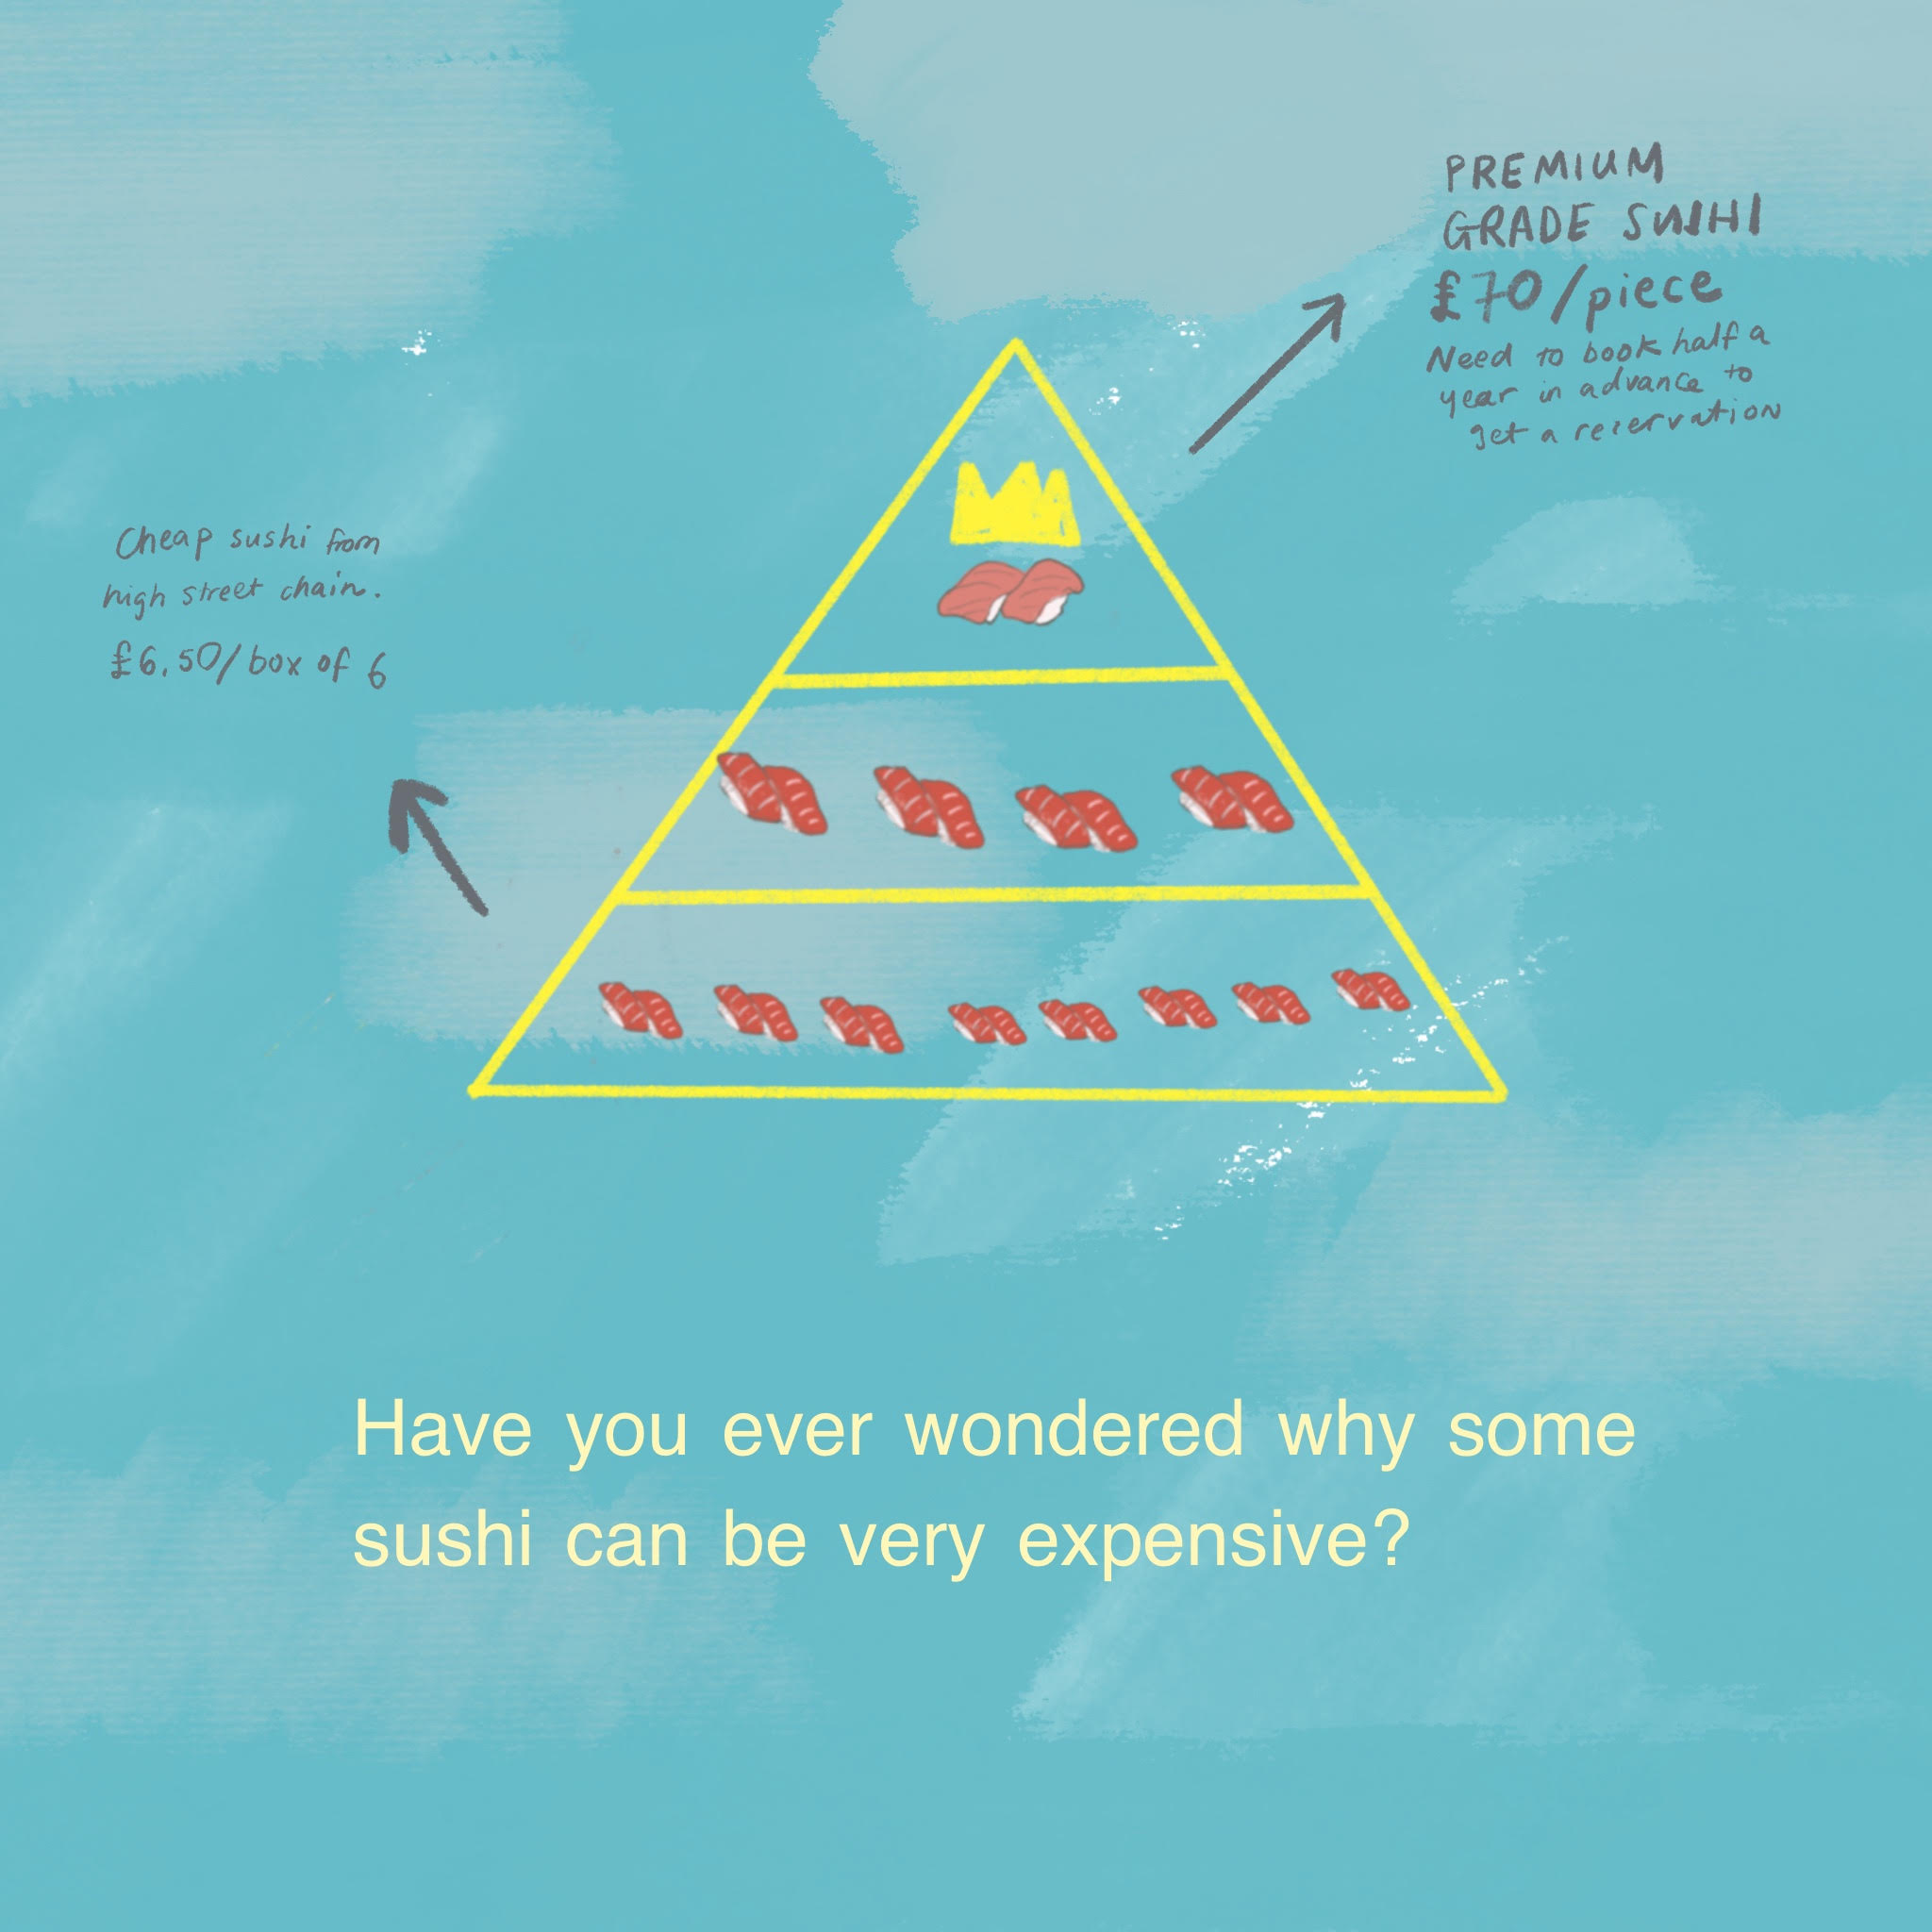 PREMIUM
GRADE SUSHI
£70/piece
Need to book half a
year in advance to
get a reservation
Cheap sushi from
high street chain.
£6.50/box of 6
Have you ever wondered why some
sushi can be very expensive?